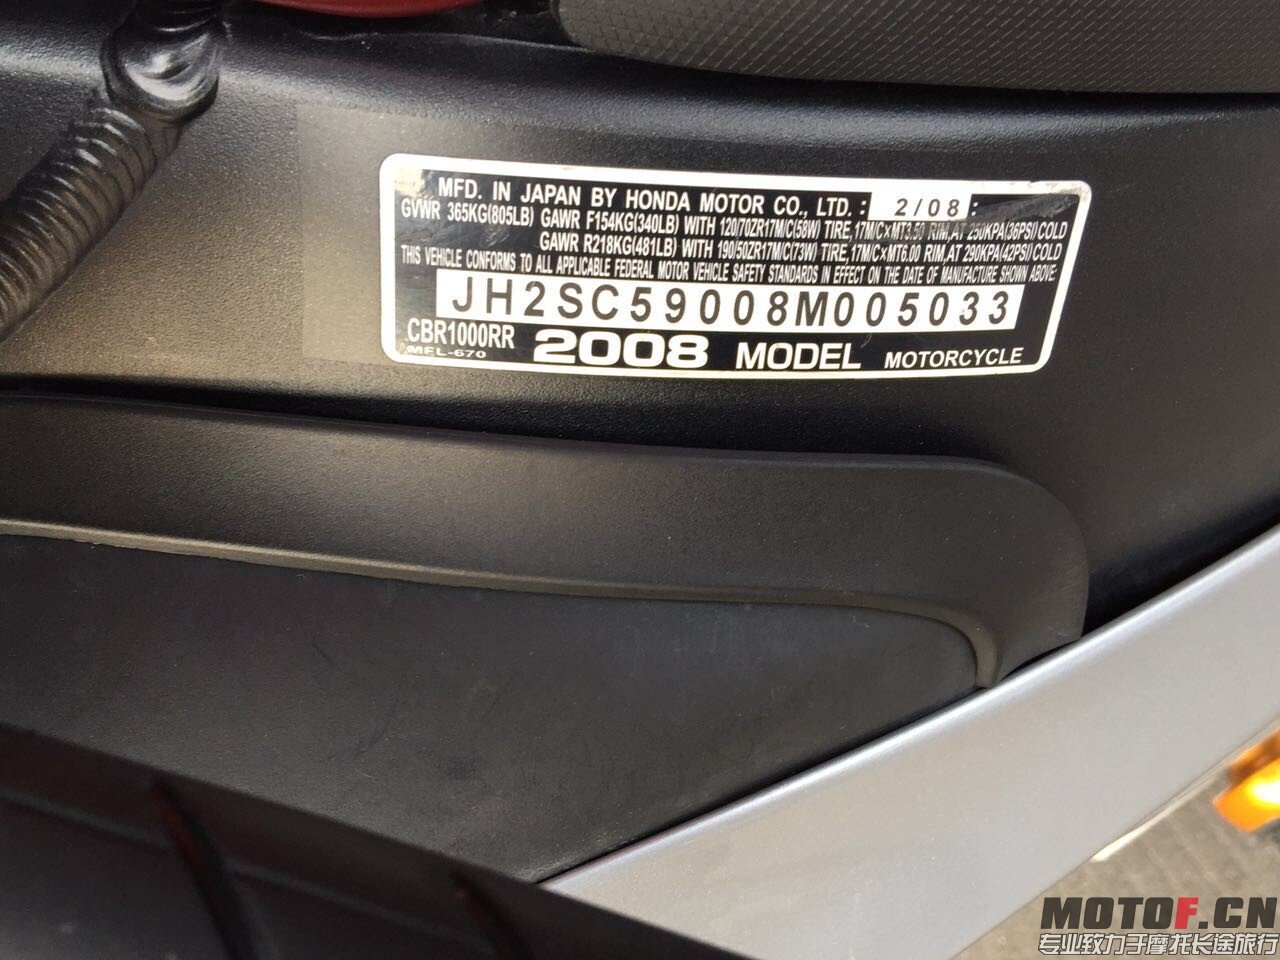 MFD. IN JAPAN BY HONDA MOTOR CO., LTD. : 2/08 :
GVWR 365KG(805LB) GAWR F154KG(340LB) WITH 120/70ZR17M/C(58W) TIRE,17M/C×MT3.50 RIM,AT 250KPA(36PSI)COLD
GAWR R218KG(481LB) WITH 190/50ZR17M/C(73W) TIRE,17M/C×MT6.00 RIM,AT 290KPA(42PSI)COLD
THIS VEHICLE CONFORMS TO ALL APPLICABLE FEDERAL MOTOR VEHICLE SAFETY STANDARDS IN EFFECT ON THE DATE OF MANUFACTURE SHOWN ABOVE.
JH2SC59008M005033
CBR1000RR 2008 MODEL MOTORCYCLE
MFL-670
MOTOF.CN
专业致力于摩托长途旅行